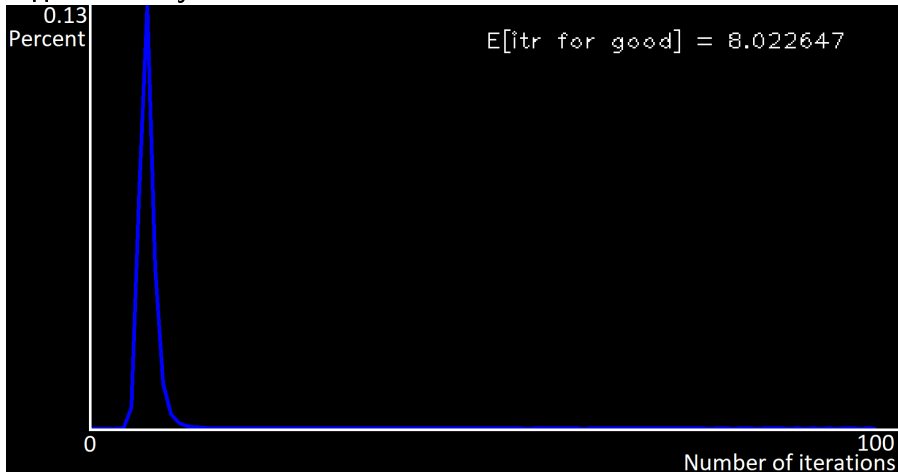 0.13
Percent
E[itr for good] = 8.022647
0
100
Number of iterations